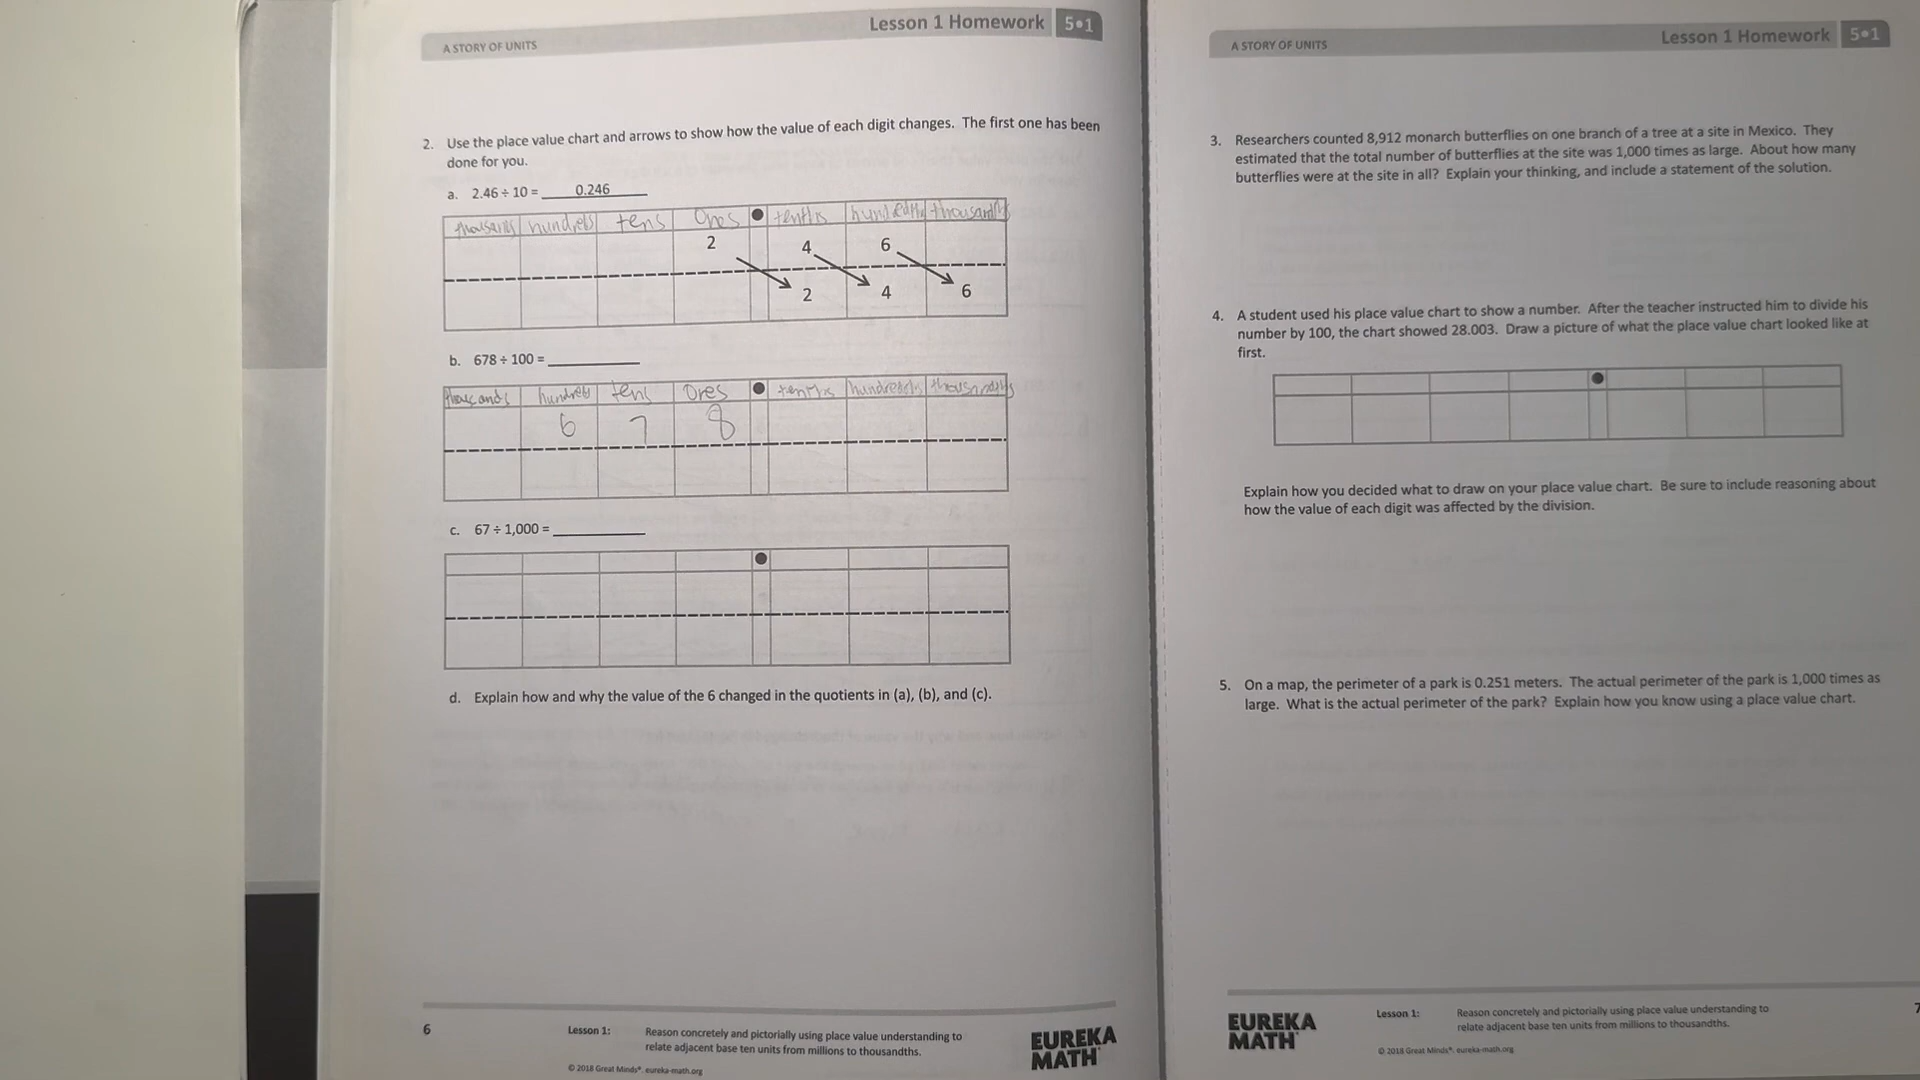 A STORY OF UNITS
Lesson 1 Homework 5•1
2. Use the place value chart and arrows to show how the value of each digit changes. The first one has been
done for you.
a. 2.46 ÷ 10 = 0.246
hundreds tens Ones • tenths
2 4 6
2 4 6
b. 678 ÷ 100 =
tens Ones • tenths
6 7 8
c. 67 ÷ 1,000 =
•
d. Explain how and why the value of the 6 changed in the quotients in (a), (b), and (c).
6
Lesson 1: Reason concretely and pictorially using place value understanding to
relate adjacent base ten units from millions to thousandths.
© 2018 Great Minds®. eureka-math.org
EUREKA
MATH
A STORY OF UNITS
Lesson 1 Homework 5•1
3. Researchers counted 8,912 monarch butterflies on one branch of a tree at a site in Mexico. They
estimated that the total number of butterflies at the site was 1,000 times as large. About how many
butterflies were at the site in all? Explain your thinking, and include a statement of the solution.
4. A student used his place value chart to show a number. After the teacher instructed him to divide his
number by 100, the chart showed 28.003. Draw a picture of what the place value chart looked like at
first.
•
Explain how you decided what to draw on your place value chart. Be sure to include reasoning about
how the value of each digit was affected by the division.
5. On a map, the perimeter of a park is 0.251 meters. The actual perimeter of the park is 1,000 times as
large. What is the actual perimeter of the park? Explain how you know using a place value chart.
EUREKA
MATH
Lesson 1: Reason concretely and pictorially using place value understanding to
relate adjacent base ten units from millions to thousandths.
© 2018 Great Minds®. eureka-math.org
7